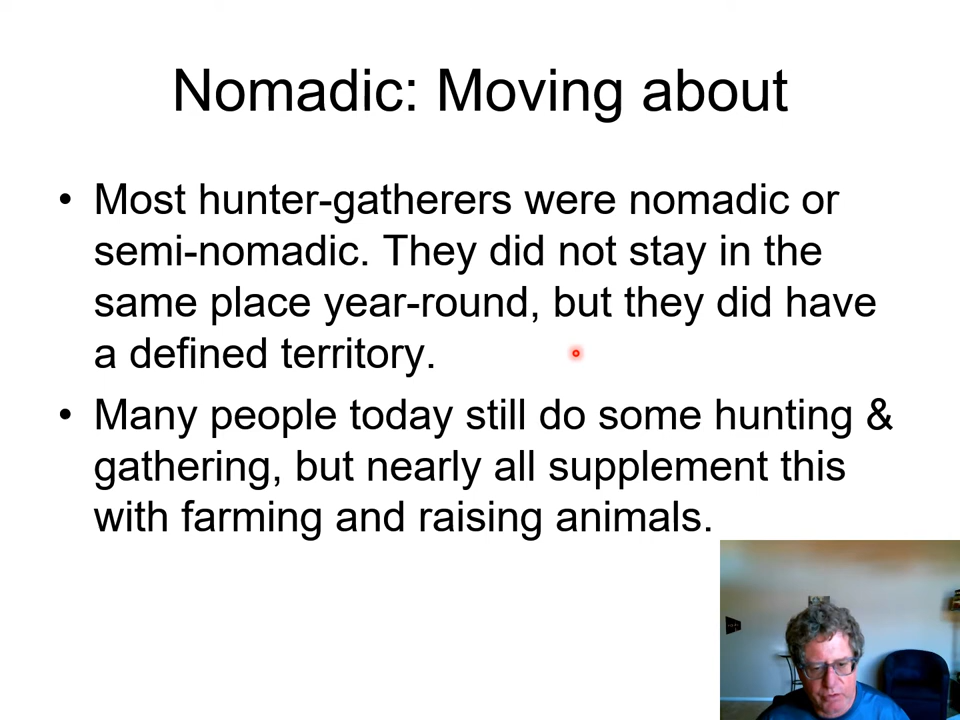 Nomadic: Moving about
• Most hunter-gatherers were nomadic or
semi-nomadic. They did not stay in the
same place year-round, but they did have
a defined territory.
• Many people today still do some hunting &
gathering, but nearly all supplement this
with farming and raising animals.